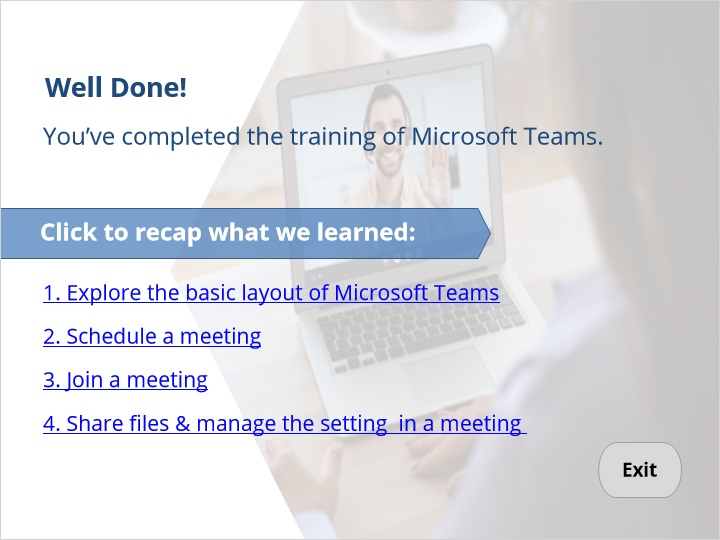 Well Done!
You’ve completed the training of Microsoft Teams.
Click to recap what we learned:
1. Explore the basic layout of Microsoft Teams
2. Schedule a meeting
3. Join a meeting
4. Share files & manage the setting  in a meeting
Exit